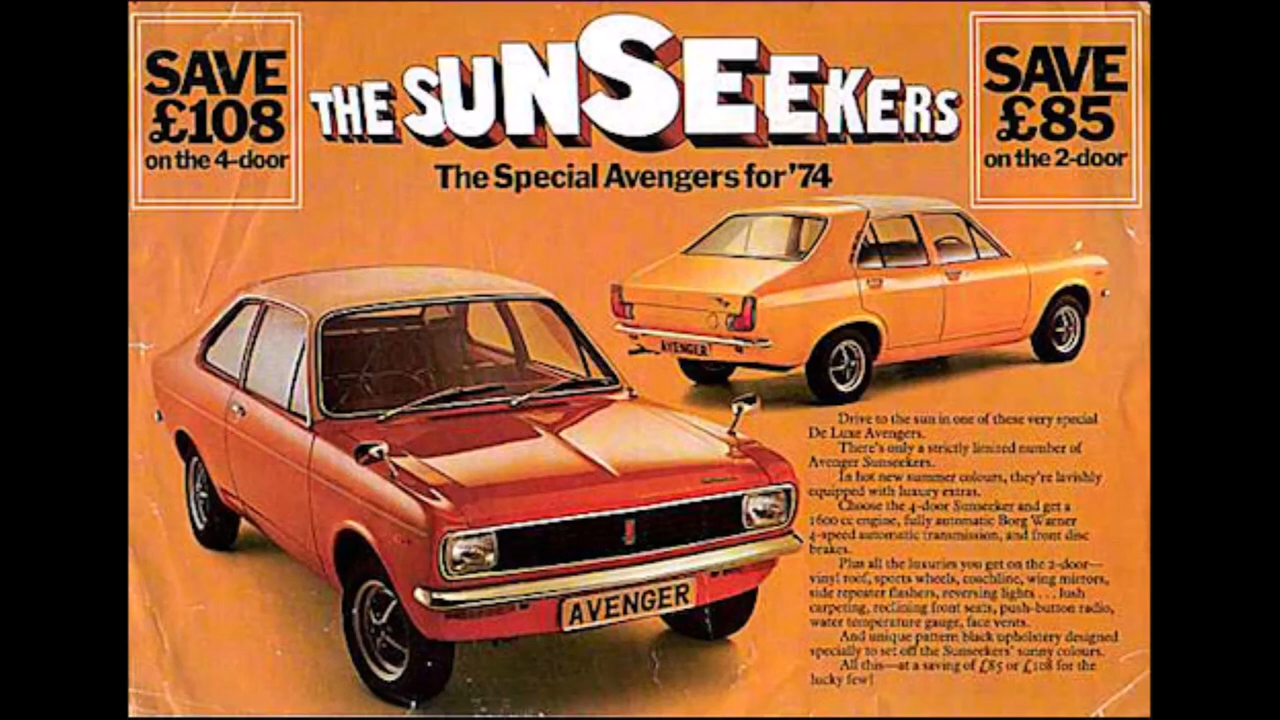 SAVE
£108
on the 4-door
THE SUNSEEKERS
The Special Avengers for '74
SAVE
£85
on the 2-door
AVENGER
AVENGER
Drive to the sun in one of these very special
De Luxe Avengers.
There's only a strictly limited number of
Avenger Sunseekers.
In hot new summer colours, they're lavishly
equipped with luxury extras.
Choose the 4-door Sunseeker and get a
1600 cc engine, fully automatic Borg Warner
4-speed automatic transmission, and front disc
brakes.
Plus all the luxuries you get on the 2-door—
vinyl roof, sports wheels, coachline, wing mirrors,
side repeater flashers, reversing lights . . . lush
carpeting, reclining front seats, push-button radio,
water temperature gauge, face vents.
And unique pattern black upholstery designed
specially to set off the Sunseekers' sunny colours.
All this—at a saving of £85 or £108 for the
lucky few!